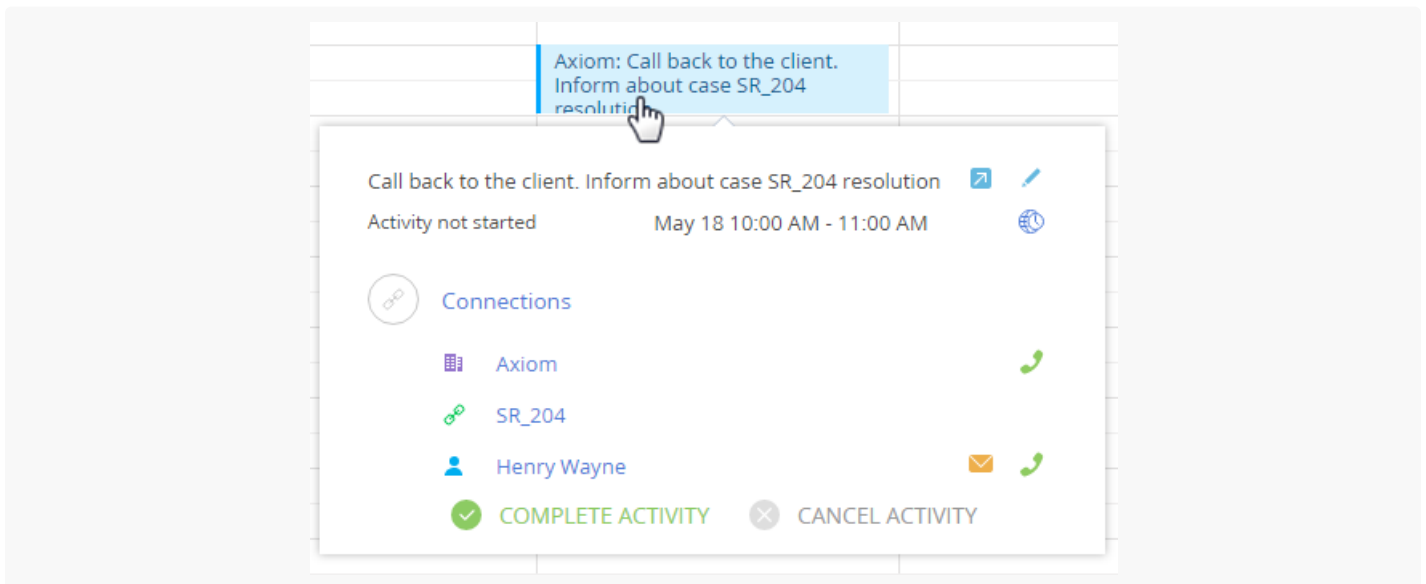 Axiom: Call back to the client.
Inform about case SR_204
resolution
Call back to the client. Inform about case SR_204 resolution
Activity not started
May 18 10:00 AM - 11:00 AM
Connections
Axiom
SR_204
Henry Wayne
COMPLETE ACTIVITY
CANCEL ACTIVITY